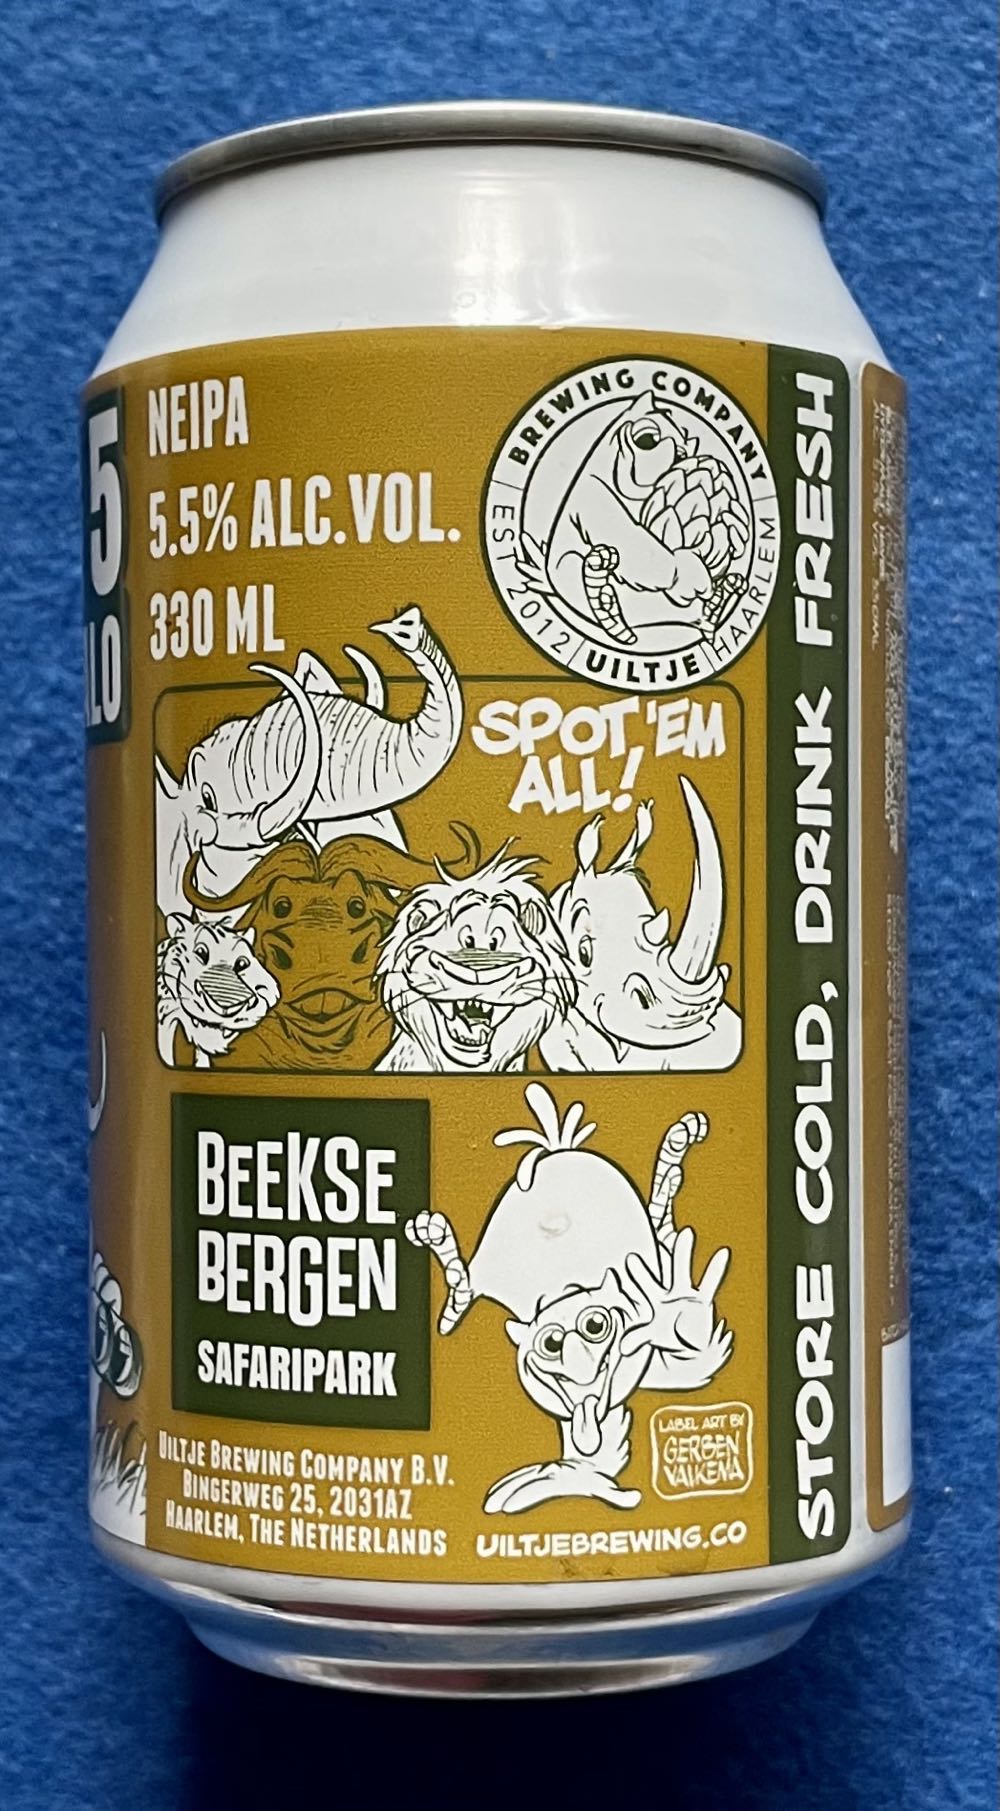 5
LO
NEIPA
5.5% ALC.VOL.
330 ML
BREWING COMPANY
EST 2012
UILTJE
HAARLEM
SPOT 'EM
ALL!
BEEKSE
BERGEN
SAFARIPARK
LABEL ART BY
GERBEN
VALKEMA
UILTJE BREWING COMPANY B.V.
BINGERWEG 25, 2031AZ
HAARLEM, THE NETHERLANDS
UILTJEBREWING.CO
STORE COLD, DRINK FRESH